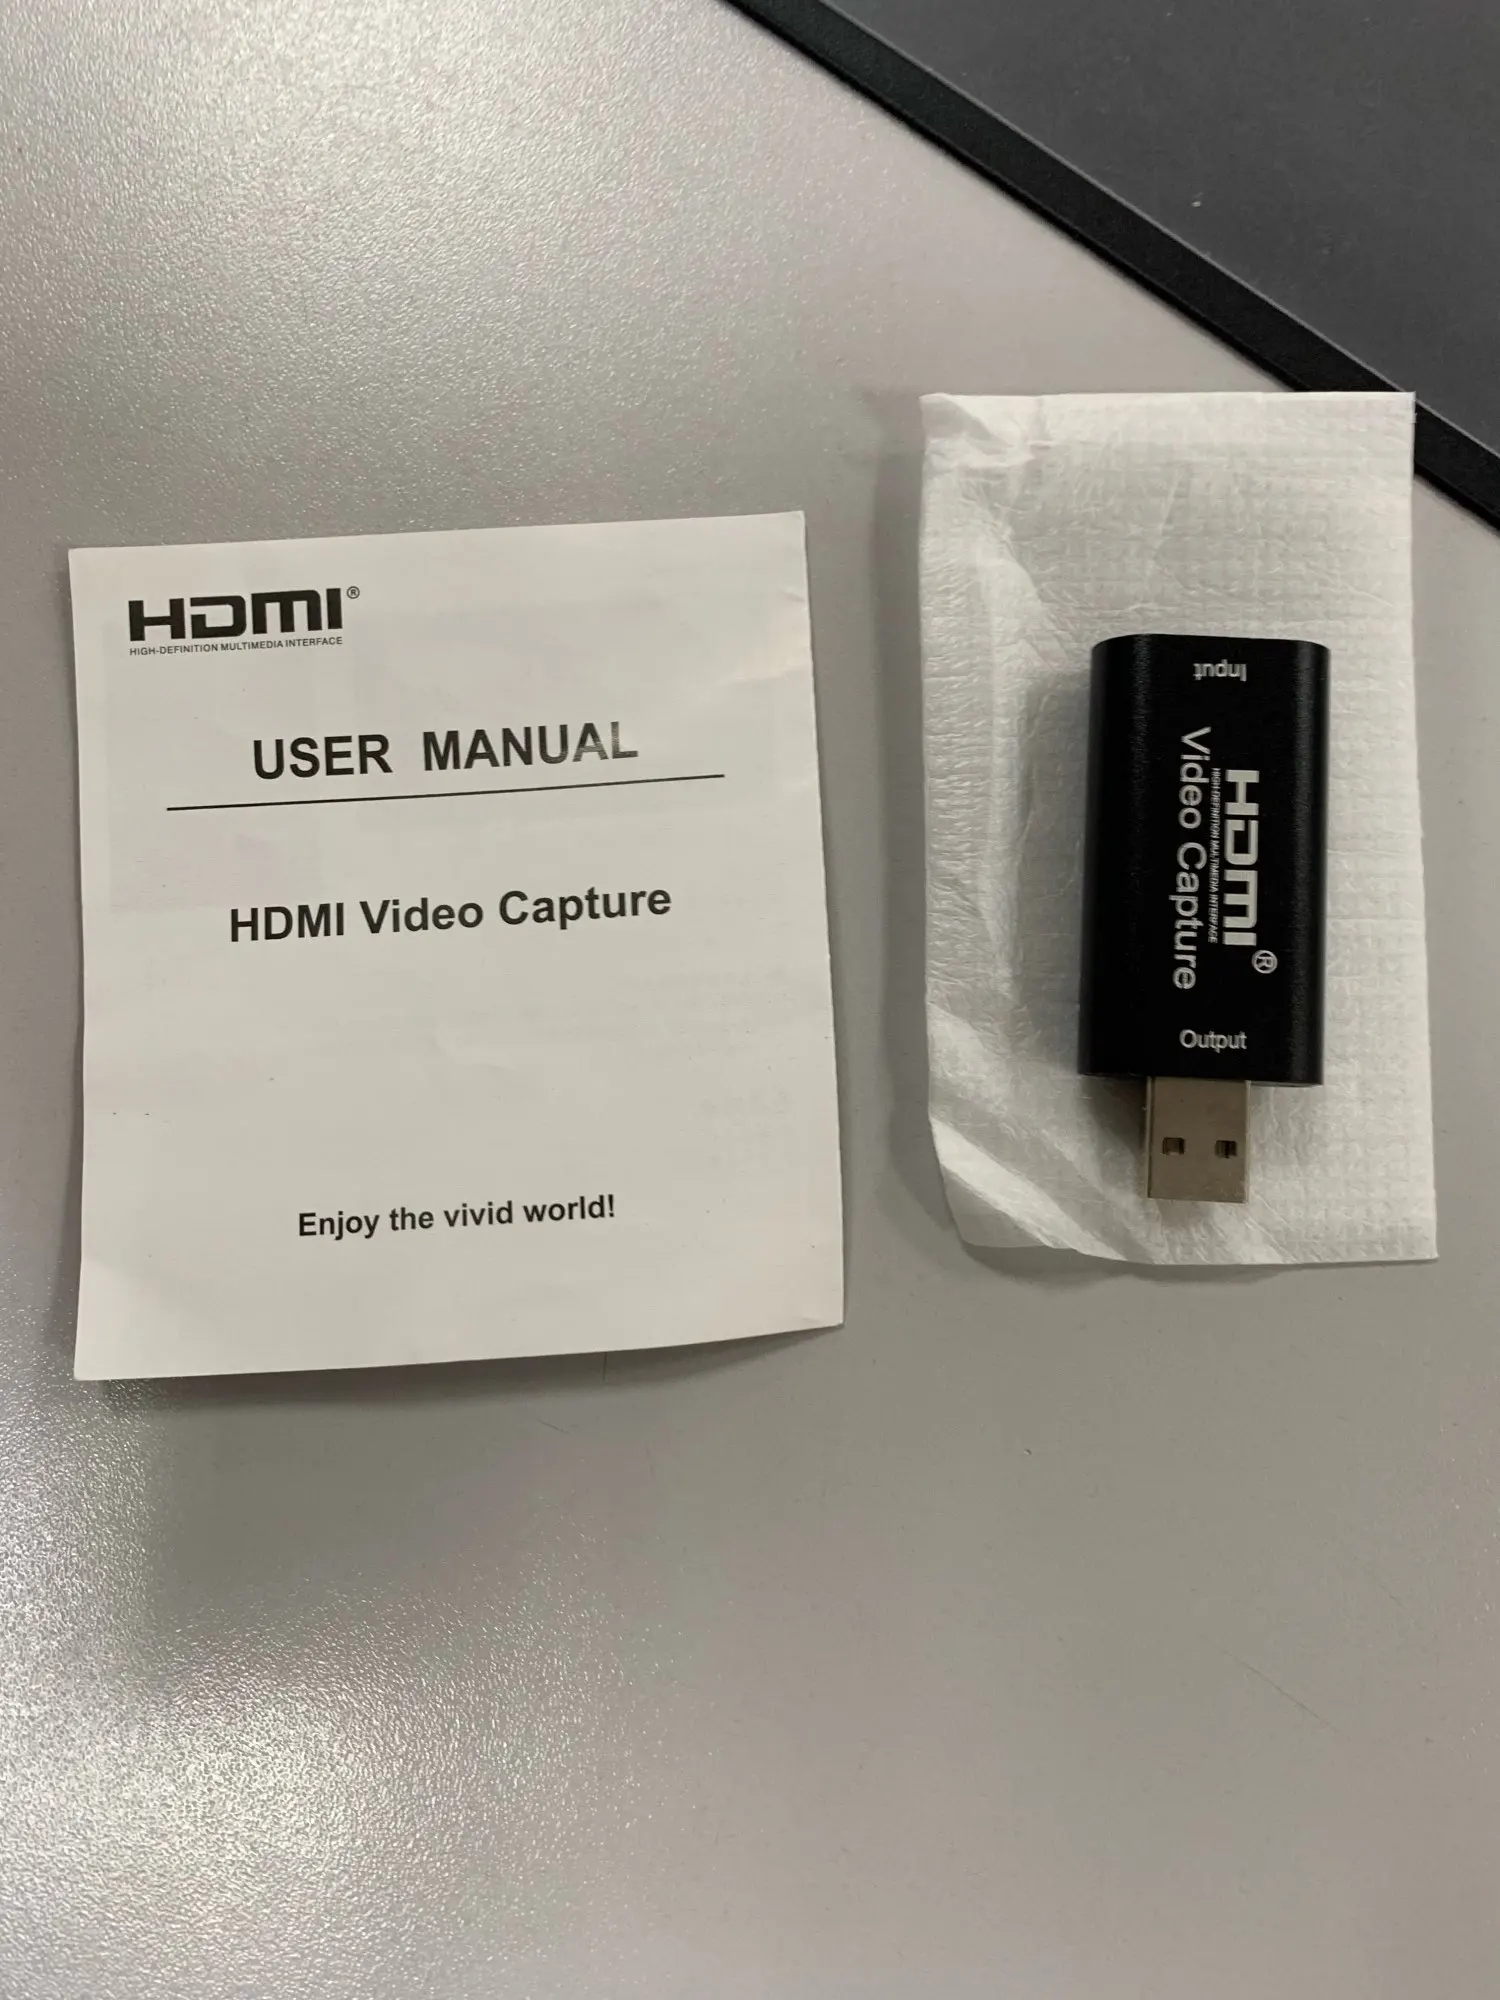 HDMI®
HIGH-DEFINITION MULTIMEDIA INTERFACE
USER MANUAL
HDMI Video Capture
Enjoy the vivid world!
Input
HDMI®
HIGH-DEFINITION MULTIMEDIA INTERFACE
Video Capture
Output